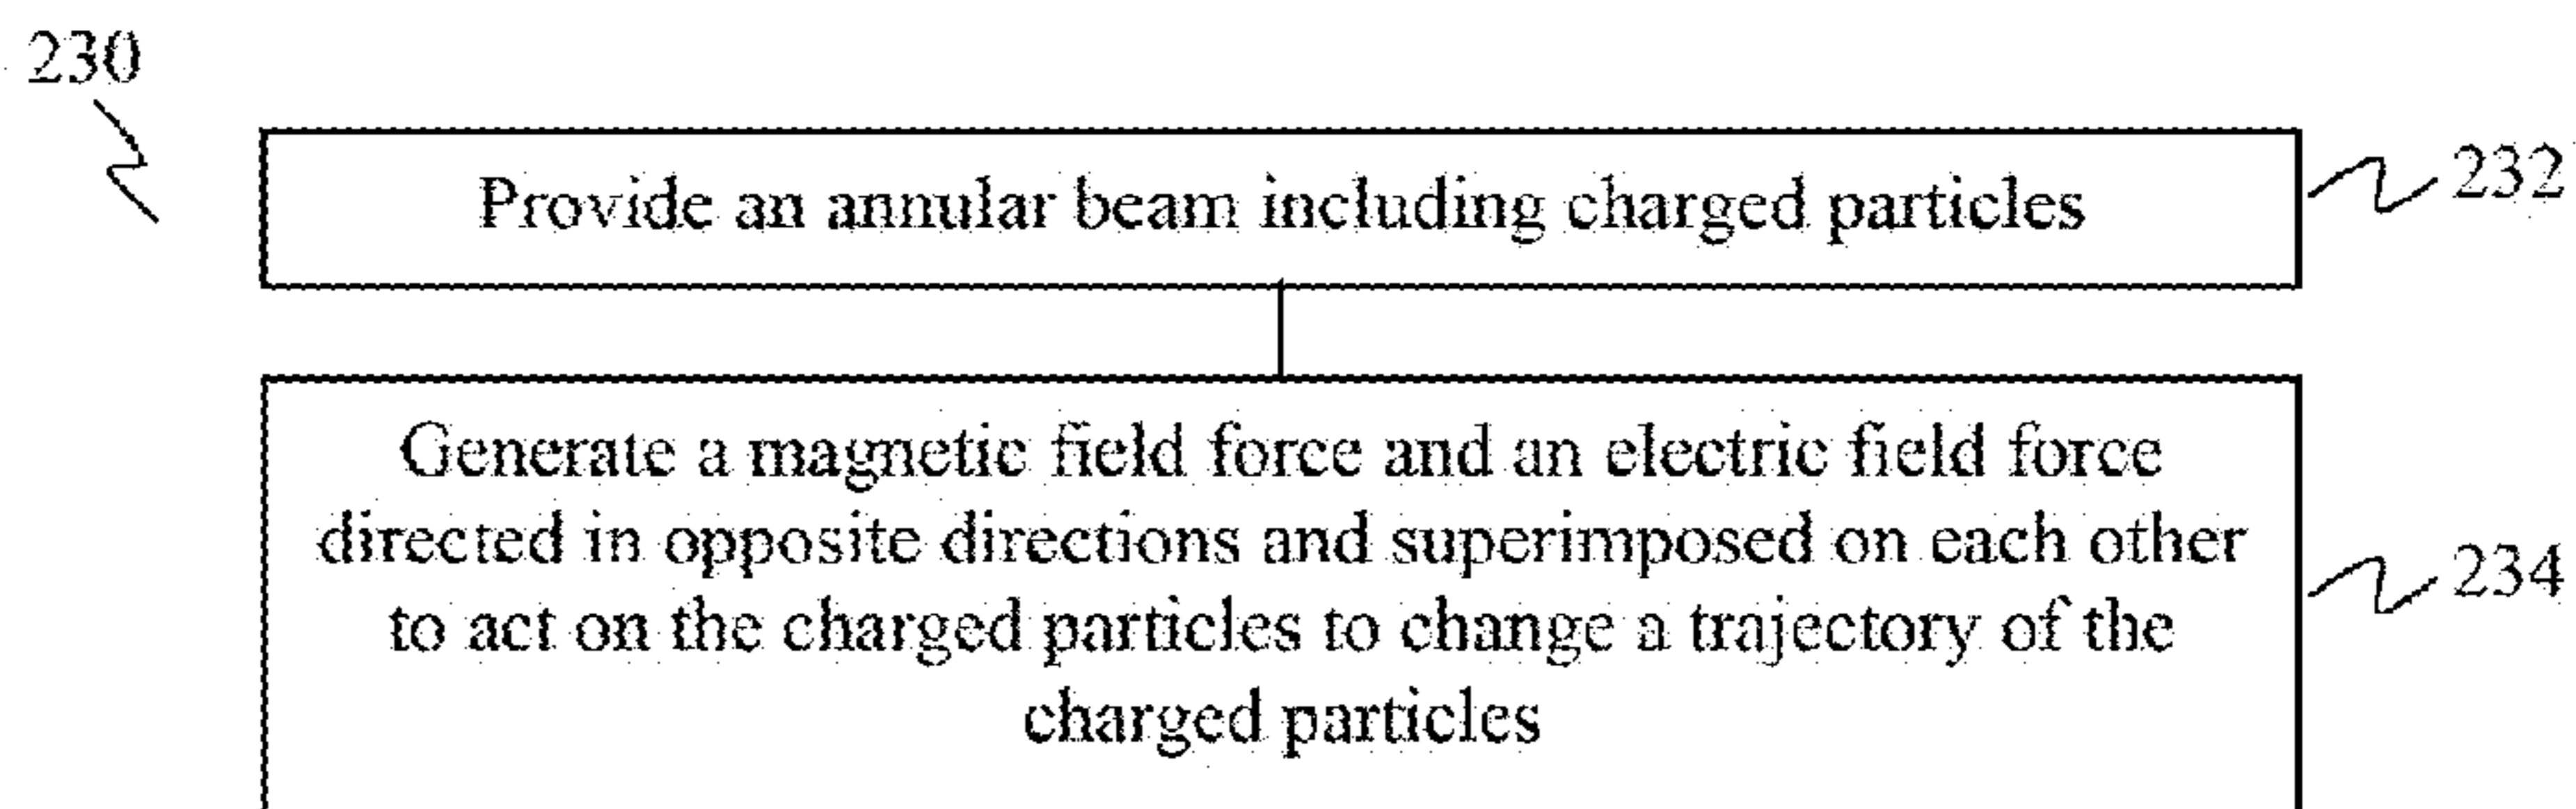 230
Provide an annular beam including charged particles
232
Generate a magnetic field force and an electric field force
directed in opposite directions and superimposed on each other
to act on the charged particles to change a trajectory of the
charged particles
234